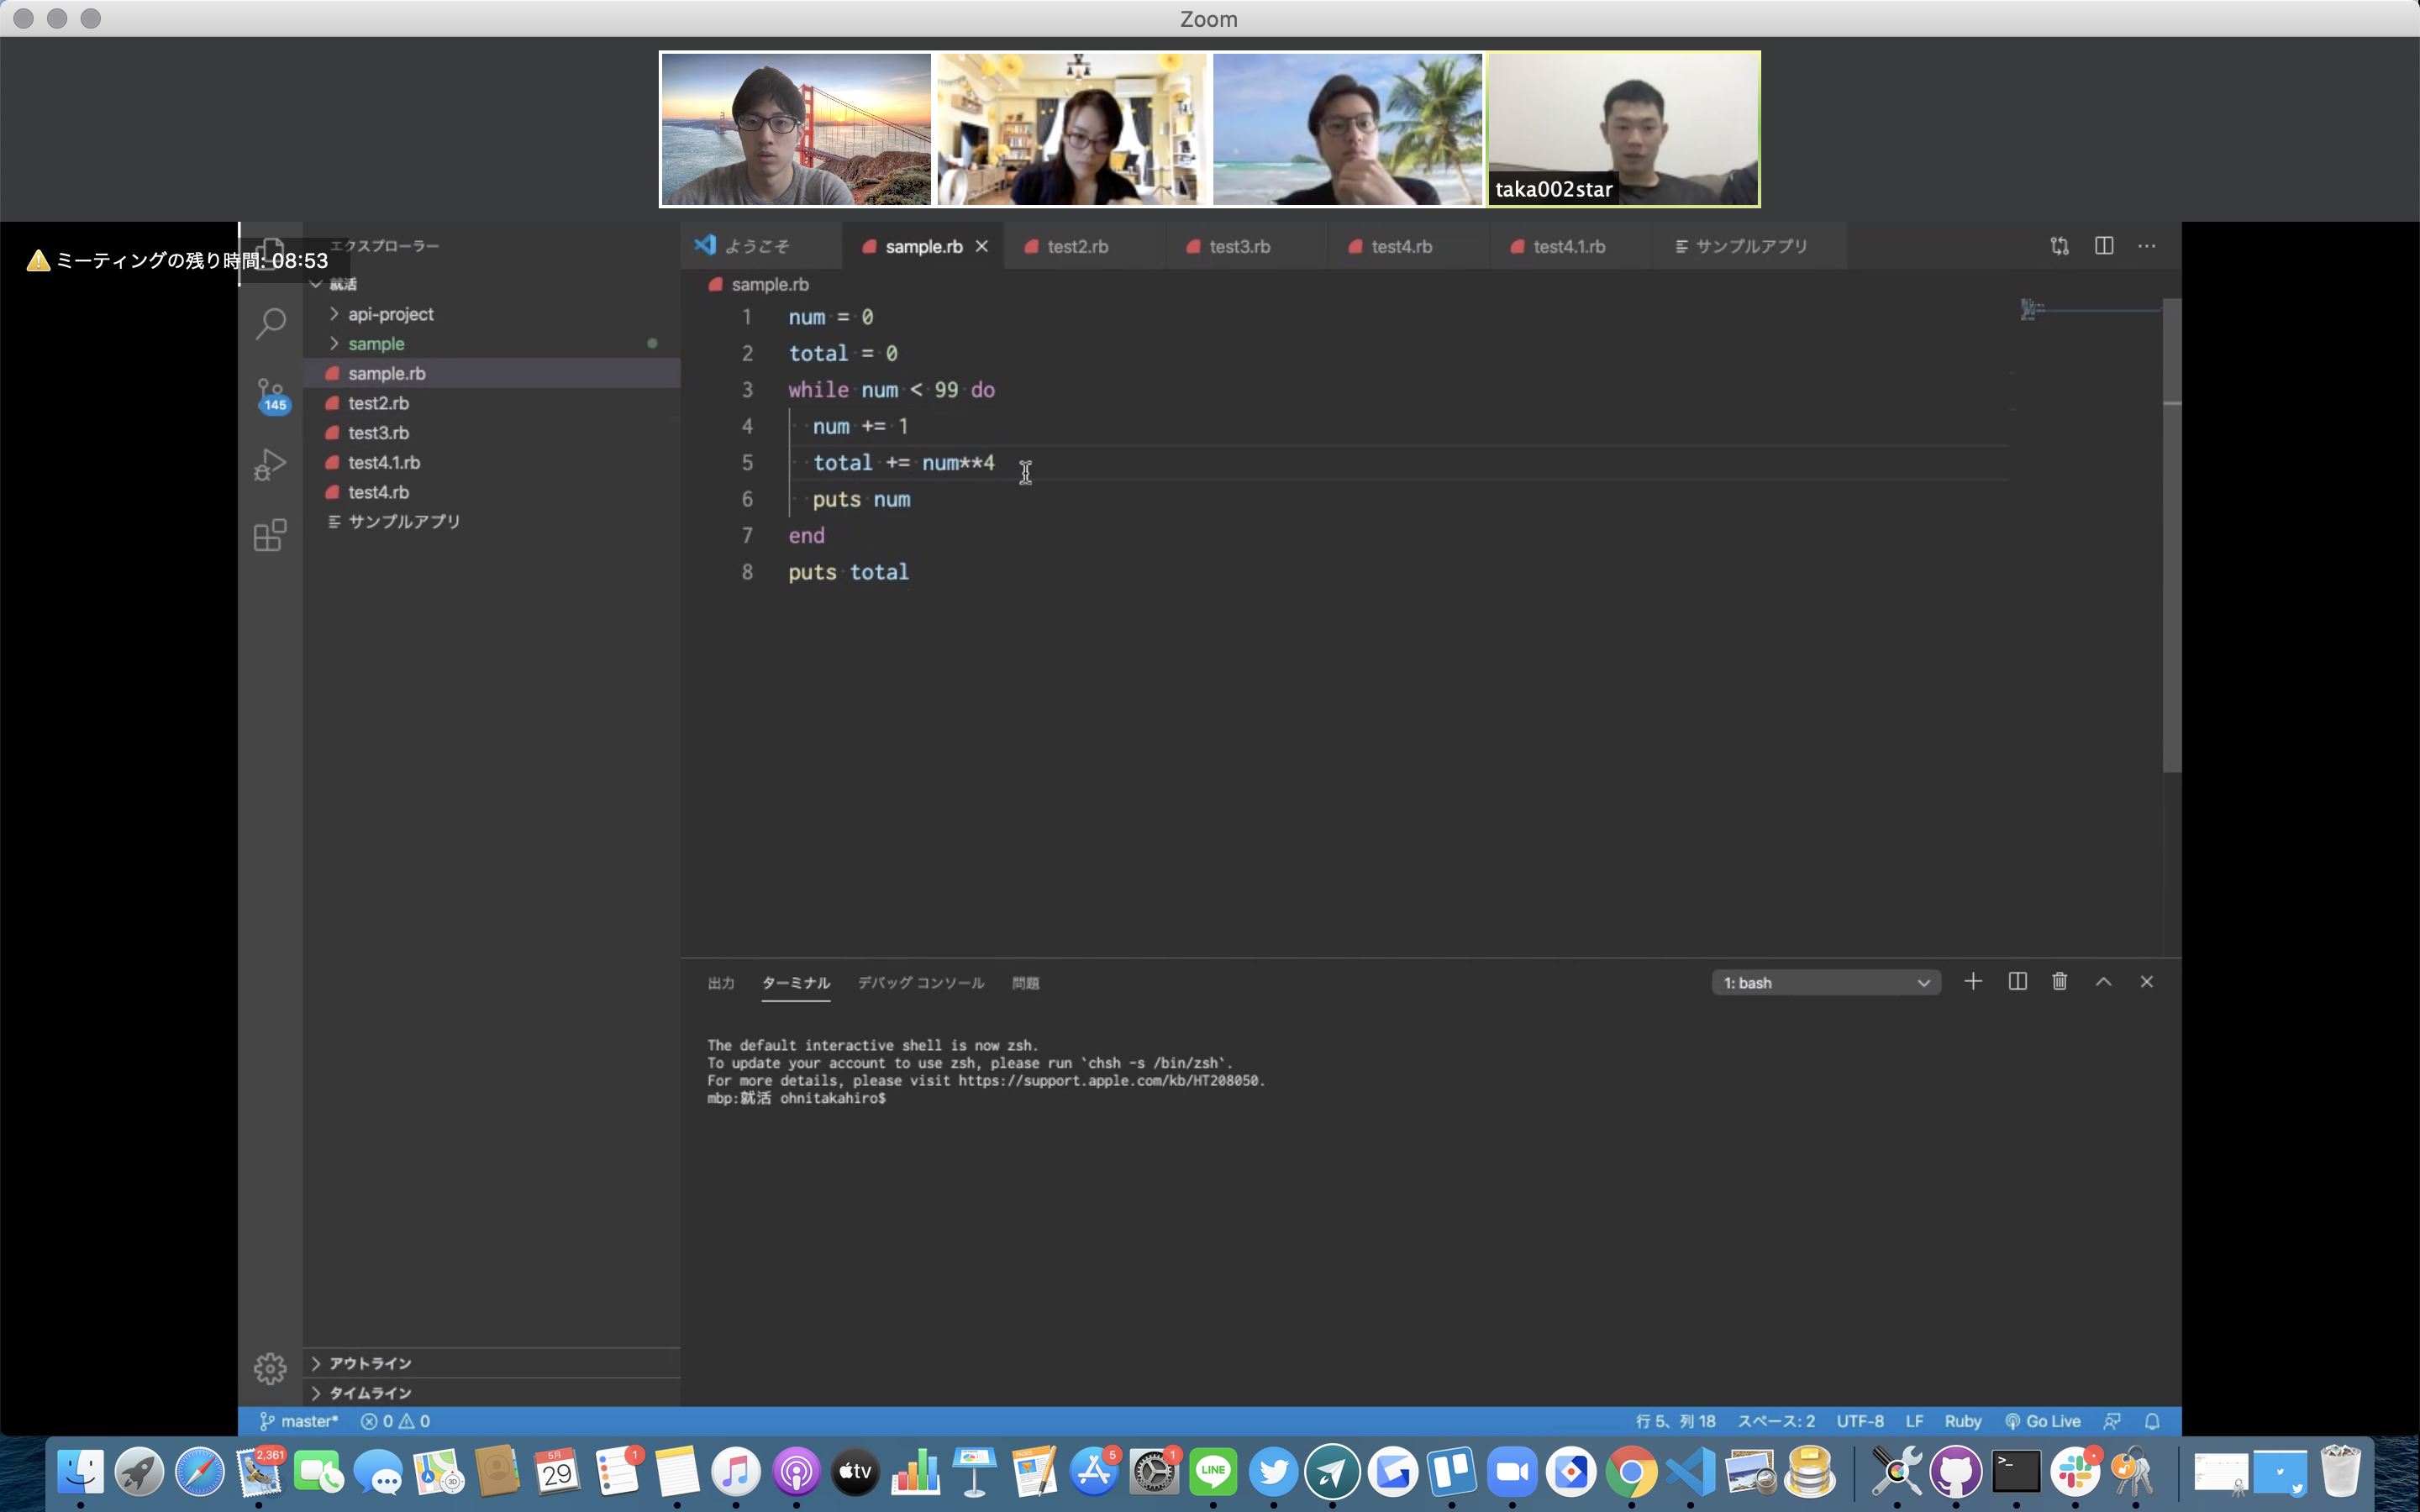 Zoom
taka002star
ミーティングの残り時間: 08:53
エクスプローラー
就活
api-project
sample
sample.rb
test2.rb
test3.rb
test4.1.rb
test4.rb
サンプルアプリ
145
アウトライン
タイムライン
ようこそ
sample.rb
test2.rb
test3.rb
test4.rb
test4.1.rb
サンプルアプリ
sample.rb
1 num = 0
2 total = 0
3 while num < 99 do
4 num += 1
5 total += num**4
6 puts num
7 end
8 puts total
出力 ターミナル デバッグ コンソール 問題
1: bash
The default interactive shell is now zsh.
To update your account to use zsh, please run `chsh -s /bin/zsh`.
For more details, please visit https://support.apple.com/kb/HT208050.
mbp:就活 ohnitakahiro$
master* 0 0
行 5、列 18 スペース: 2 UTF-8 LF Ruby Go Live
2,361
3D
5月
29
1
tv
5
1
LINE
>_